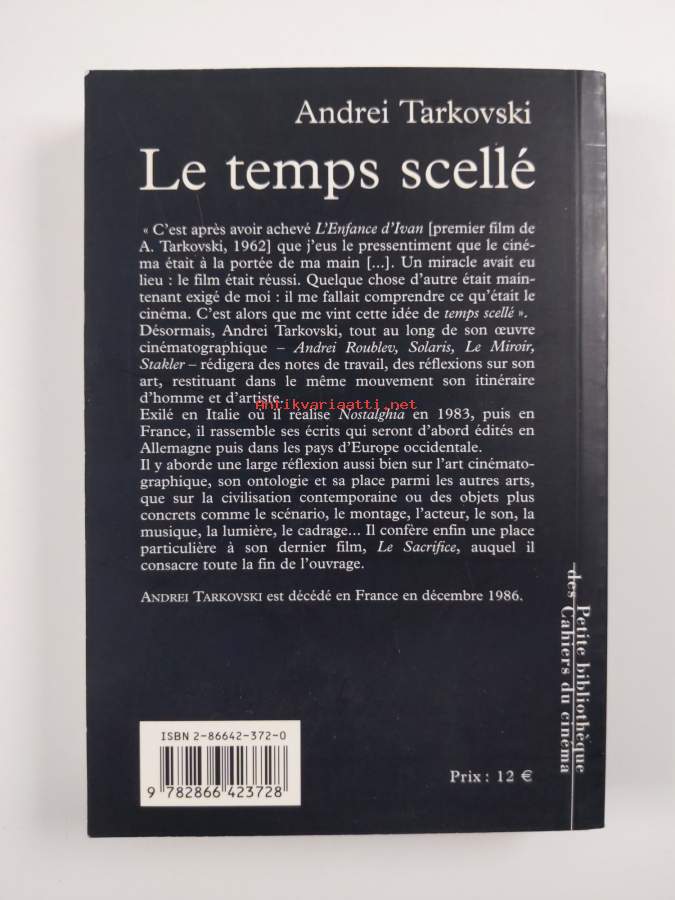 Andrei Tarkovski
Le temps scellé
« C'est après avoir achevé L'Enfance d'Ivan [premier film de
A. Tarkovski, 1962] que j'eus le pressentiment que le ciné-
ma était à la portée de ma main [...]. Un miracle avait eu
lieu : le film était réussi. Quelque chose d'autre était main-
tenant exigé de moi : il me fallait comprendre ce qu'était le
cinéma. C'est alors que me vint cette idée de temps scellé ».
Désormais, Andrei Tarkovski, tout au long de son œuvre
cinématographique – Andrei Roublev, Solaris, Le Miroir,
Stakler – rédigera des notes de travail, des réflexions sur son
art, restituant dans le même mouvement son itinéraire
d'homme et d'artiste.
Antikvariaatti.net
Exilé en Italie où il réalise Nostalghia en 1983, puis en
France, il rassemble ses écrits qui seront d'abord édités en
Allemagne puis dans les pays d'Europe occidentale.
Il y aborde une large réflexion aussi bien sur l'art cinémato-
graphique, son ontologie et sa place parmi les autres arts,
que sur la civilisation contemporaine ou des objets plus
concrets comme le scénario, le montage, l'acteur, le son, la
musique, la lumière, le cadrage... Il confère enfin une place
particulière à son dernier film, Le Sacrifice, auquel il
consacre toute la fin de l'ouvrage.
ANDREI TARKOVSKI est décédé en France en décembre 1986.
Petite bibliothèque
des Cahiers du cinéma
ISBN 2-86642-372-0
9 782866 423728
Prix : 12 €